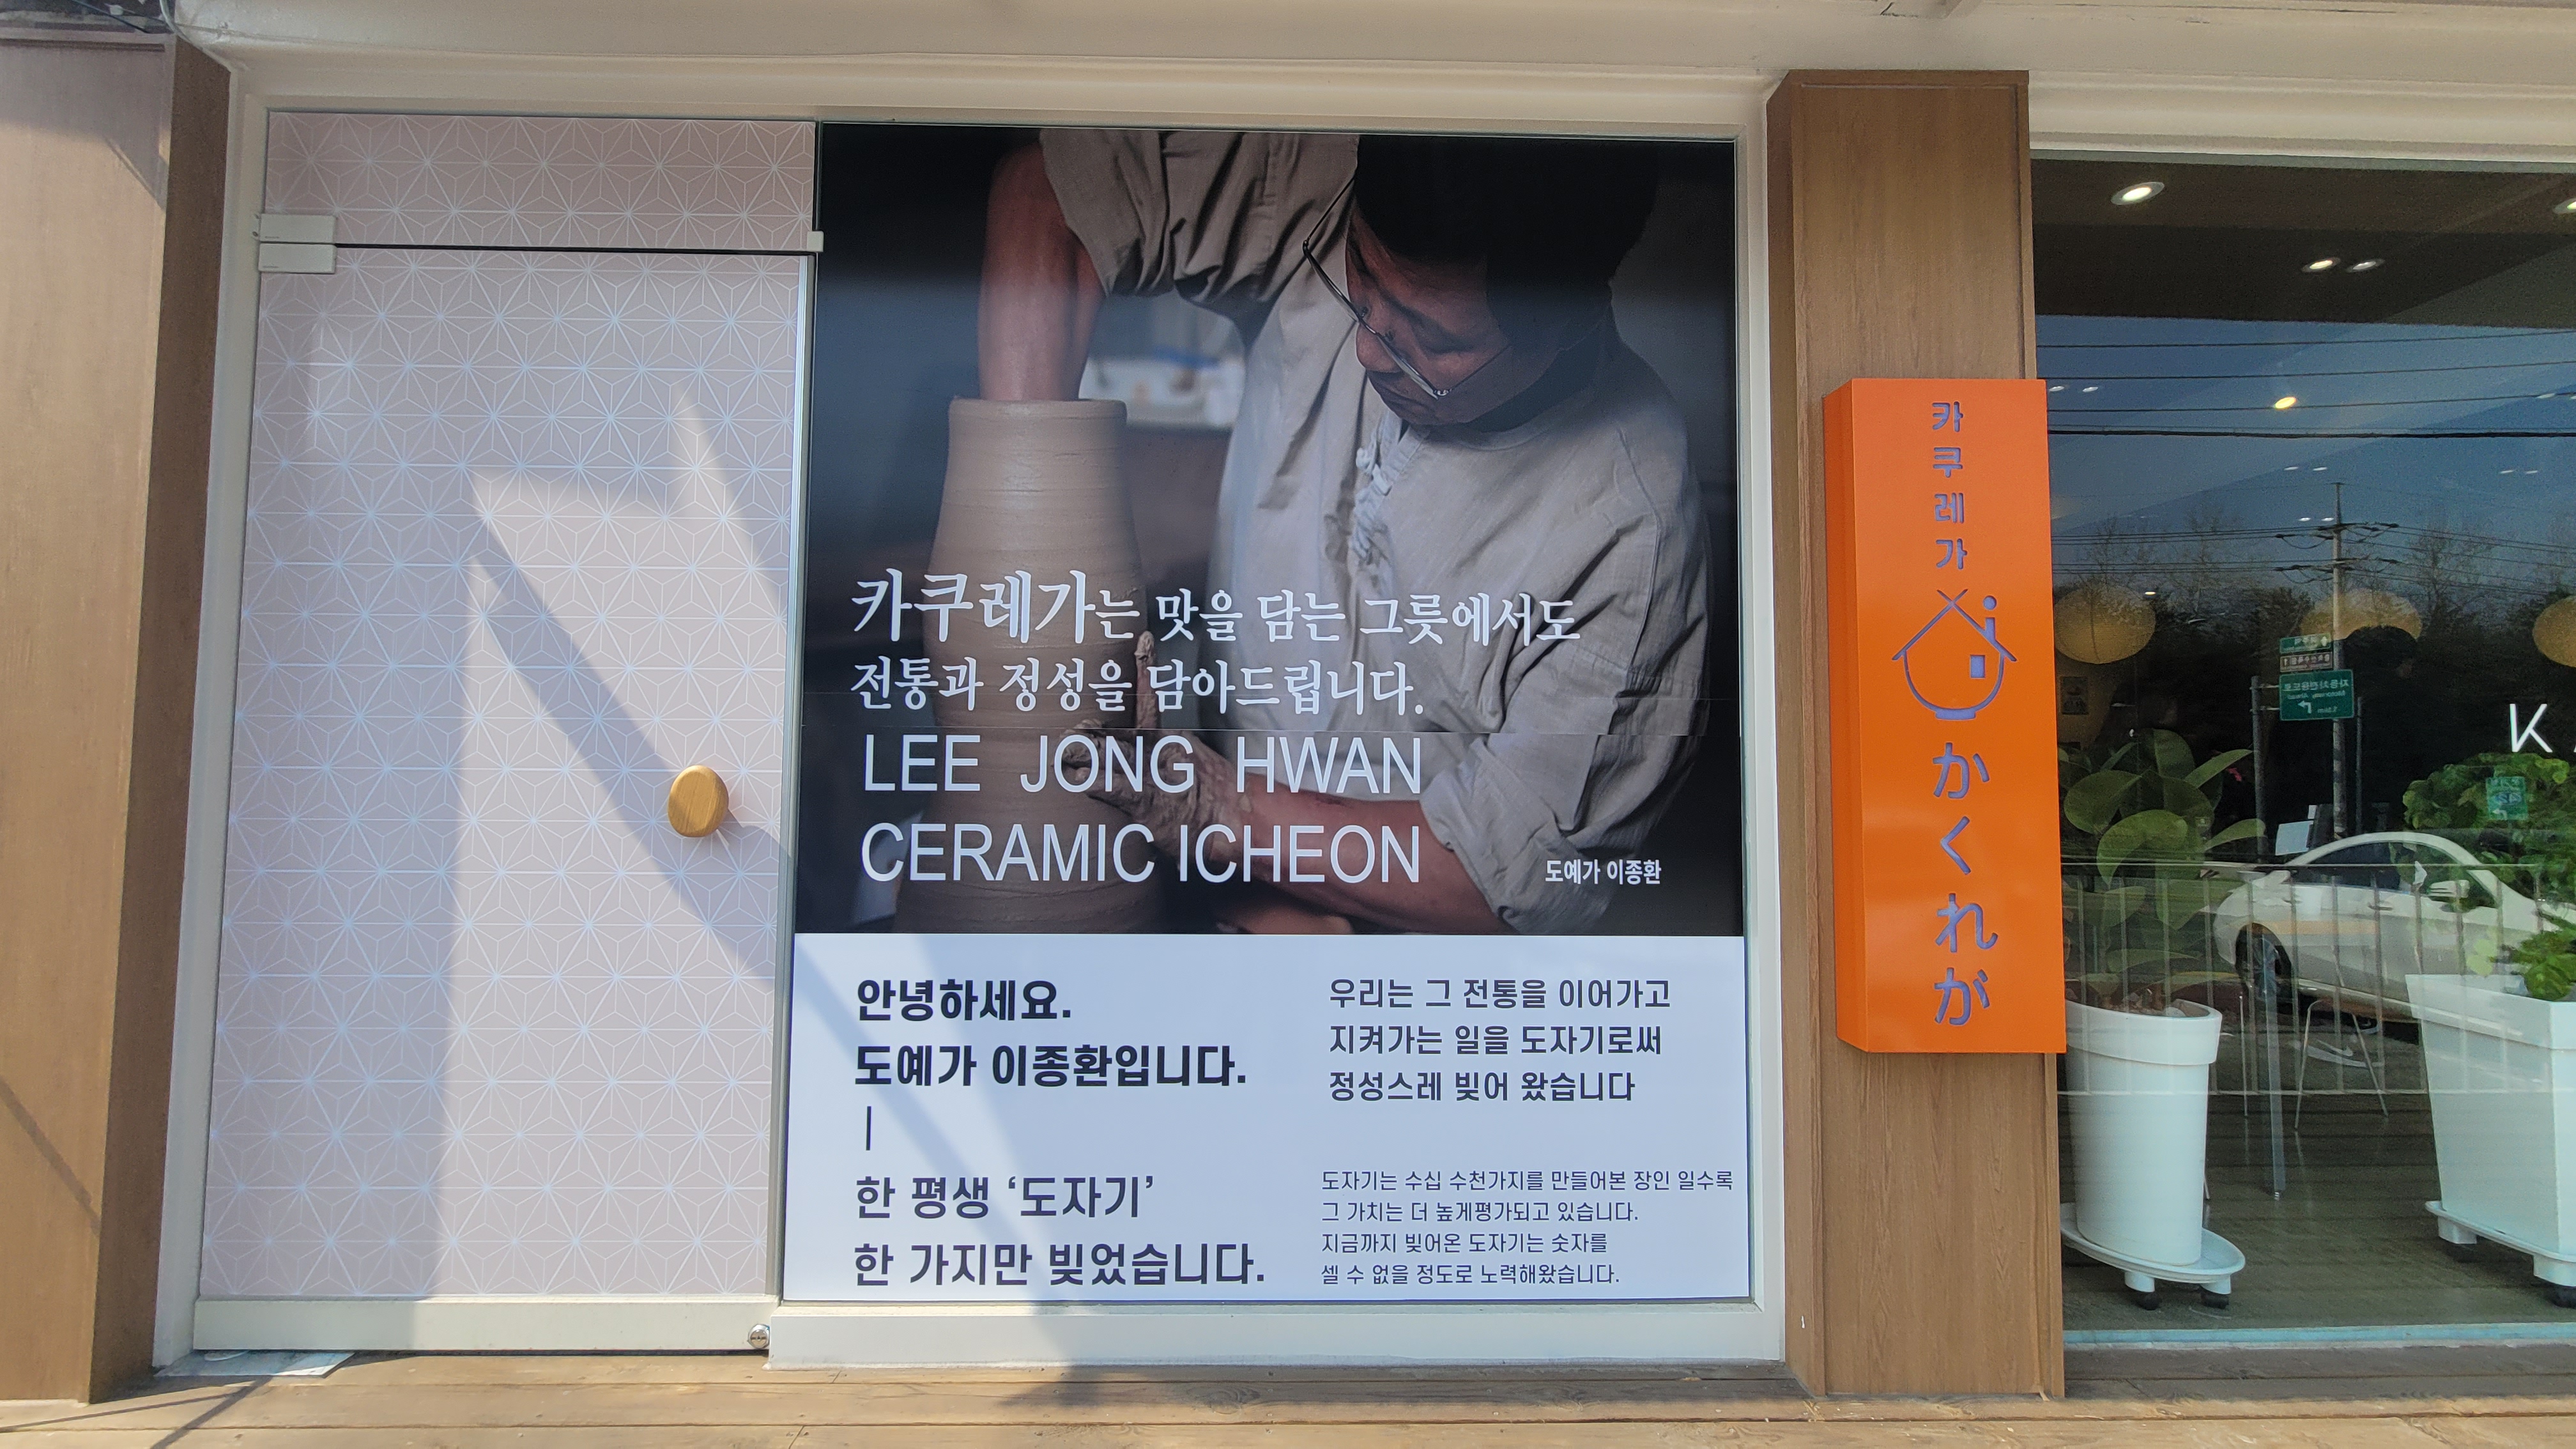 카쿠레가는 맛을 담는 그릇에서도
전통과 정성을 담아드립니다.
LEE JONG HWAN
CERAMIC ICHEON
도예가 이종환
안녕하세요.
도예가 이종환입니다.
한 평생 ‘도자기’
한 가지만 빚었습니다.
우리는 그 전통을 이어가고
지켜가는 일을 도자기로써
정성스레 빚어 왔습니다
도자기는 수십 수천가지를 만들어본 장인 일수록
그 가치는 더 높게평가되고 있습니다.
지금까지 빚어온 도자기는 숫자를
셀 수 없을 정도로 노력해왔습니다.
카쿠레가
かくれが
K